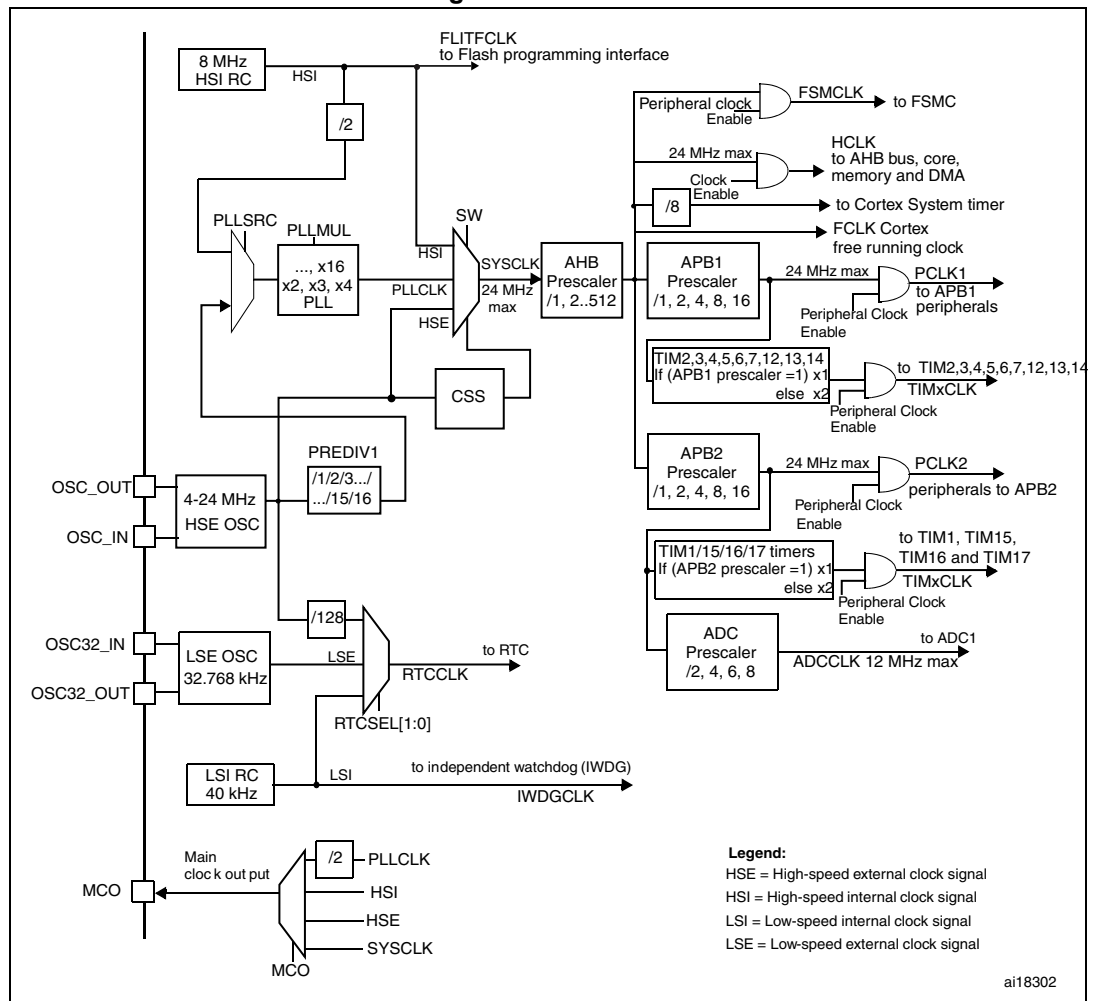 8 MHz
HSI RC
HSI
FLITFCLK
to Flash programming interface
/2
PLLSRC
PLLMUL
..., x16
x2, x3, x4
PLL
PLLCLK
HSI
HSE
SW
SYSCLK
24 MHz
max
AHB
Prescaler
/1, 2..512
CSS
PREDIV1
/1/2/3.../
.../15/16
OSC_OUT
OSC_IN
4-24 MHz
HSE OSC
Peripheral clock
Enable
FSMCLK
to FSMC
24 MHz max
Clock
Enable
HCLK
to AHB bus, core,
memory and DMA
/8
to Cortex System timer
FCLK Cortex
free running clock
APB1
Prescaler
/1, 2, 4, 8, 16
24 MHz max
Peripheral Clock
Enable
PCLK1
to APB1
peripherals
TIM2,3,4,5,6,7,12,13,14
If (APB1 prescaler =1) x1
else x2
Peripheral Clock
Enable
to TIM2,3,4,5,6,7,12,13,14
TIMxCLK
APB2
Prescaler
/1, 2, 4, 8, 16
24 MHz max
Peripheral Clock
Enable
PCLK2
peripherals to APB2
TIM1/15/16/17 timers
If (APB2 prescaler =1) x1
else x2
Peripheral Clock
Enable
to TIM1, TIM15,
TIM16 and TIM17
TIMxCLK
ADC
Prescaler
/2, 4, 6, 8
to ADC1
ADCCLK 12 MHz max
/128
OSC32_IN
OSC32_OUT
LSE OSC
32.768 kHz
LSE
RTCCLK
to RTC
RTCSEL[1:0]
LSI RC
40 kHz
LSI
to independent watchdog (IWDG)
IWDGCLK
MCO
Main
clock output
/2
PLLCLK
HSI
HSE
SYSCLK
MCO
Legend:
HSE = High-speed external clock signal
HSI = High-speed internal clock signal
LSI = Low-speed internal clock signal
LSE = Low-speed external clock signal
ai18302